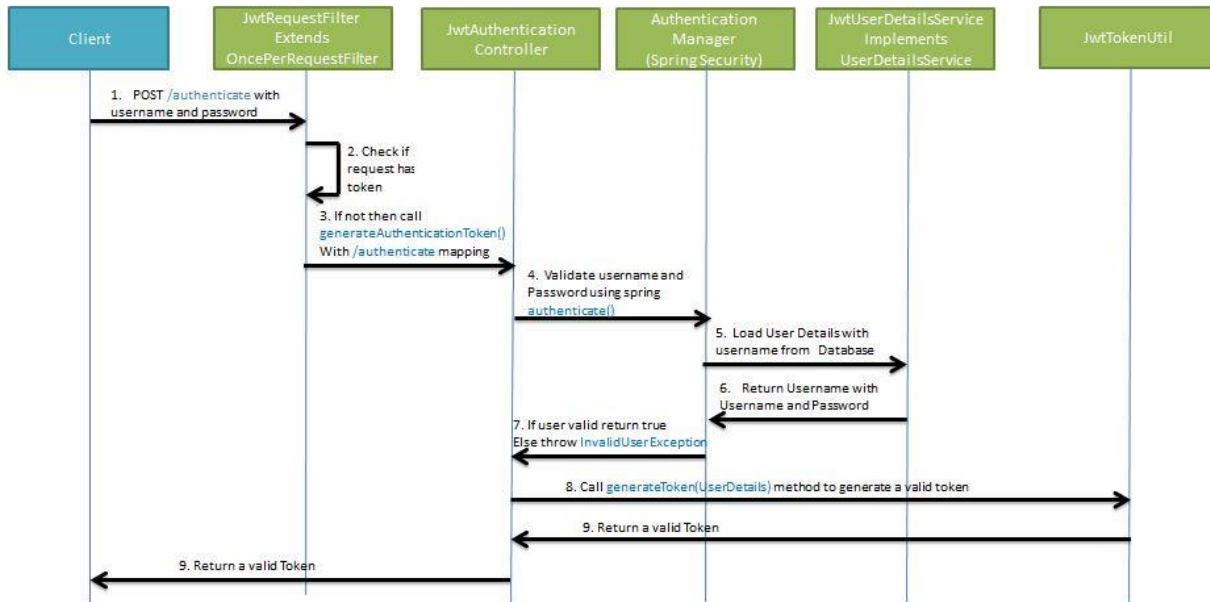 Client
JwtRequestFilter
Extends
OncePerRequestFilter
JwtAuthentication
Controller
Authentication
Manager
(Spring Security)
JwtUserDetailsService
Implements
UserDetailsService
JwtTokenUtil
1. POST /authenticate with
username and password
2. Check if
request has
token
3. If not then call
generateAuthenticationToken()
With /authenticate mapping
4. Validate username and
Password using spring
authenticate()
5. Load User Details with
username from Database
6. Return Username with
Username and Password
7. If user valid return true
Else throw InvalidUserException
8. Call generateToken(UserDetails) method to generate a valid token
9. Return a valid Token
9. Return a valid Token